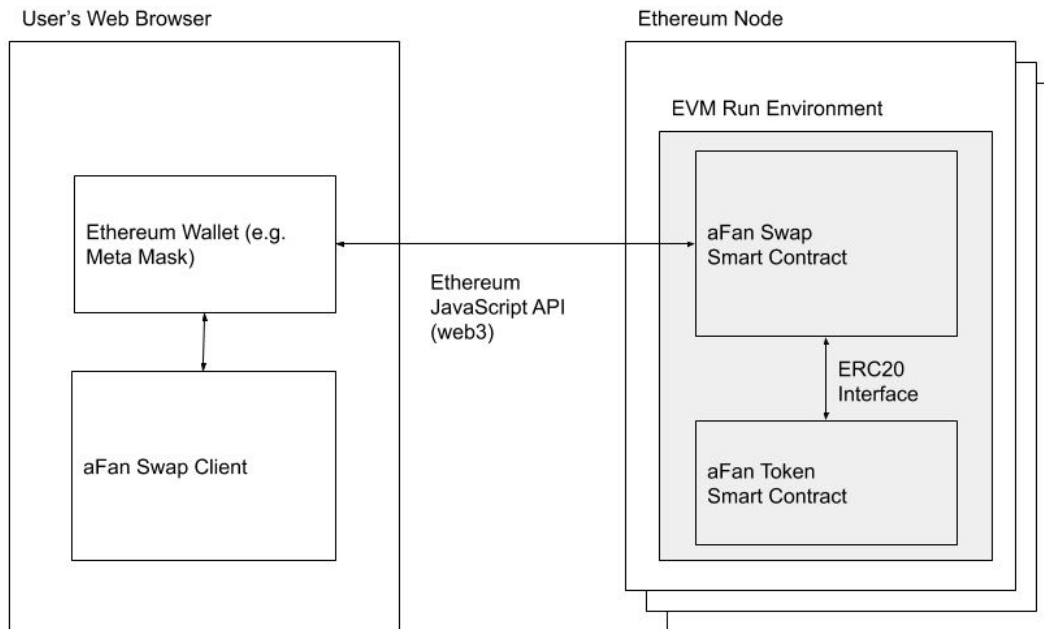 User's Web Browser
Ethereum Node
EVM Run Environment
Ethereum Wallet (e.g.
Meta Mask)
aFan Swap
Smart Contract
Ethereum
JavaScript API
(web3)
ERC20
Interface
aFan Swap Client
aFan Token
Smart Contract